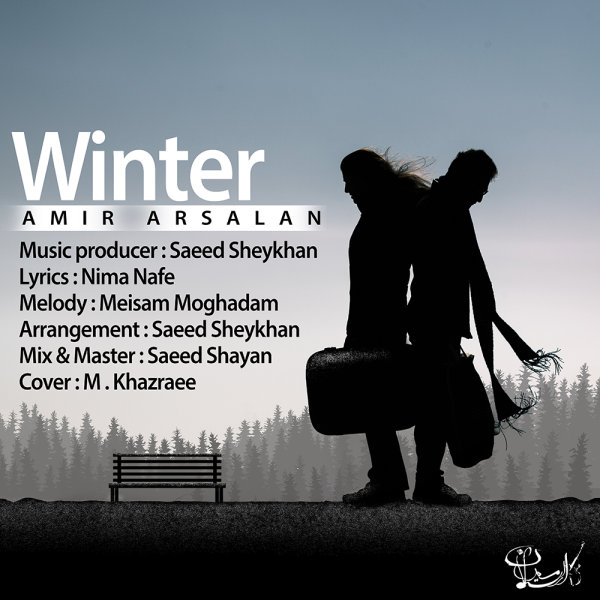 Winter
AMIR ARSALAN
Music producer : Saeed Sheykhan
Lyrics : Nima Nafe
Melody : Meisam Moghadam
Arrangement : Saeed Sheykhan
Mix & Master : Saeed Shayan
Cover : M . Khazraee